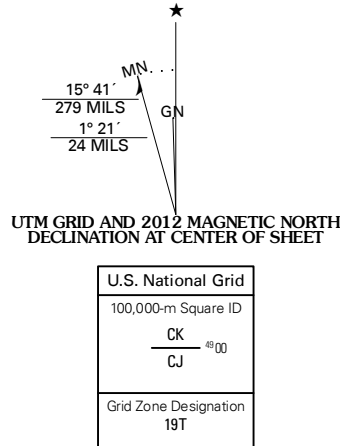 ★
MN
15° 41´
279 MILS
GN
1° 21´
24 MILS
UTM GRID AND 2012 MAGNETIC NORTH
DECLINATION AT CENTER OF SHEET
U.S. National Grid
100,000-m Square ID
CK
4900
CJ
Grid Zone Designation
19T